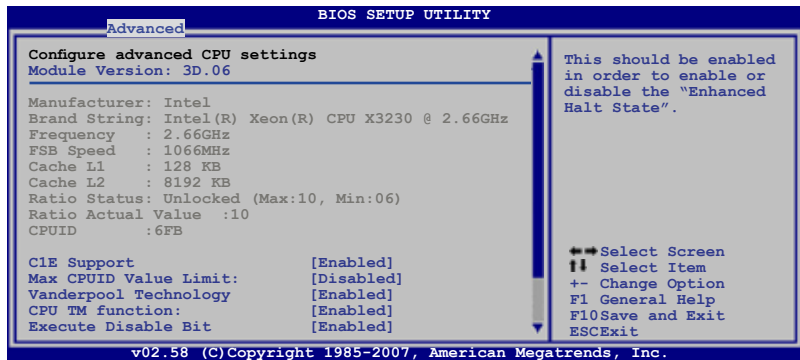 BIOS SETUP UTILITY
Advanced
Configure advanced CPU settings
Module Version: 3D.06
Manufacturer: Intel
Brand String: Intel(R) Xeon(R) CPU X3230 @ 2.66GHz
Frequency : 2.66GHz
FSB Speed : 1066MHz
Cache L1 : 128 KB
Cache L2 : 8192 KB
Ratio Status: Unlocked (Max:10, Min:06)
Ratio Actual Value :10
CPUID :6FB
C1E Support [Enabled]
Max CPUID Value Limit: [Disabled]
Vanderpool Technology [Enabled]
CPU TM function: [Enabled]
Execute Disable Bit [Enabled]
This should be enabled
in order to enable or
disable the “Enhanced
Halt State”.
Select Screen
Select Item
+- Change Option
F1 General Help
F10Save and Exit
ESCExit
v02.58 (C)Copyright 1985-2007, American Megatrends, Inc.